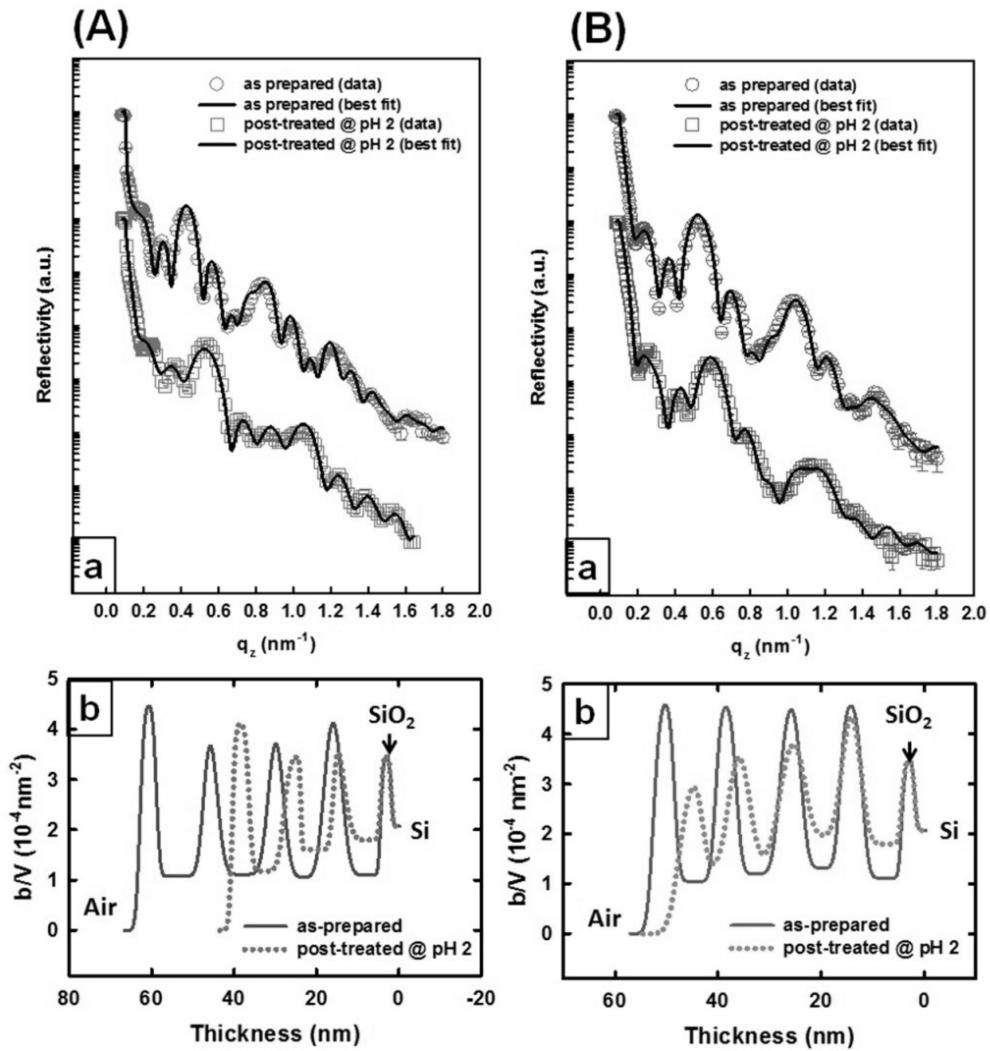 (A)
as prepared (data)
as prepared (best fit)
post-treated @ pH 2 (data)
post-treated @ pH 2 (best fit)
Reflectivity (a.u.)
a
0.0 0.2 0.4 0.6 0.8 1.0 1.2 1.4 1.6 1.8 2.0
qz (nm-1)
(B)
as prepared (data)
as prepared (best fit)
post-treated @ pH 2 (data)
post-treated @ pH 2 (best fit)
Reflectivity (a.u.)
a
0.0 0.2 0.4 0.6 0.8 1.0 1.2 1.4 1.6 1.8 2.0
qz (nm-1)
b
5
4
3
2
1
0
b/V (10-4 nm-2)
SiO2
Si
Air
as-prepared
post-treated @ pH 2
80 60 40 20 0 -20
Thickness (nm)
b
5
4
3
2
1
0
b/V (10-4 nm-2)
SiO2
Si
Air
as-prepared
post-treated @ pH 2
60 40 20 0
Thickness (nm)